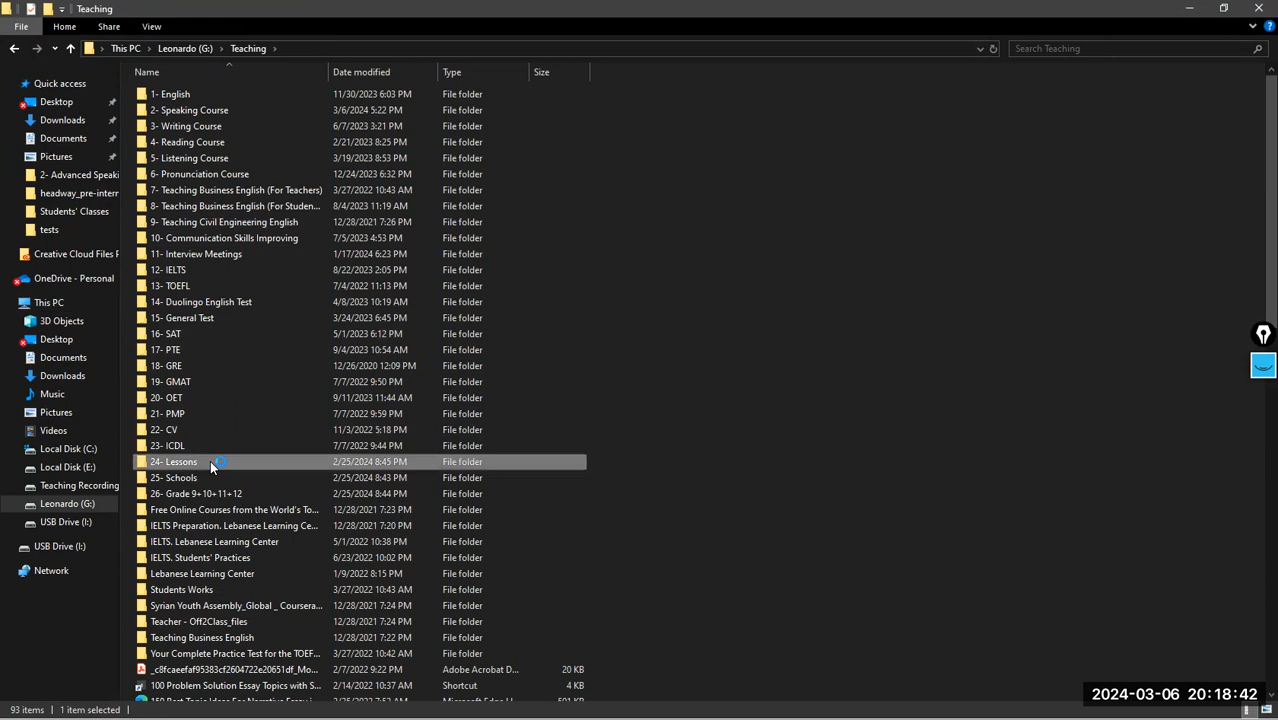 Teaching
File Home Share View
This PC Leonardo (G:) Teaching Search Teaching
Name Date modified Type Size
Quick access
Desktop
Downloads
Documents
Pictures
2- Advanced Speaki
headway_pre-intern
Students' Classes
tests
Creative Cloud Files P
OneDrive - Personal
This PC
3D Objects
Desktop
Documents
Downloads
Music
Pictures
Videos
Local Disk (C:)
Local Disk (E:)
Teaching Recording
Leonardo (G:)
USB Drive (I:)
USB Drive (I:)
Network
1- English 11/30/2023 6:03 PM File folder
2- Speaking Course 3/6/2024 5:22 PM File folder
3- Writing Course 6/7/2023 3:21 PM File folder
4- Reading Course 2/21/2023 8:25 PM File folder
5- Listening Course 3/19/2023 8:53 PM File folder
6- Pronunciation Course 12/24/2023 6:32 PM File folder
7- Teaching Business English (For Teachers) 3/27/2022 10:43 AM File folder
8- Teaching Business English (For Studen... 8/4/2023 11:19 AM File folder
9- Teaching Civil Engineering English 12/28/2021 7:26 PM File folder
10- Communication Skills Improving 7/5/2023 4:53 PM File folder
11- Interview Meetings 1/17/2024 6:23 PM File folder
12- IELTS 8/22/2023 2:05 PM File folder
13- TOEFL 7/4/2022 11:13 PM File folder
14- Duolingo English Test 4/8/2023 10:19 AM File folder
15- General Test 3/24/2023 6:45 PM File folder
16- SAT 5/1/2023 6:12 PM File folder
17- PTE 9/4/2023 10:54 AM File folder
18- GRE 12/26/2020 12:09 PM File folder
19- GMAT 7/7/2022 9:50 PM File folder
20- OET 9/11/2023 11:44 AM File folder
21- PMP 7/7/2022 9:59 PM File folder
22- CV 11/3/2022 5:18 PM File folder
23- ICDL 7/7/2022 9:44 PM File folder
24- Lessons 2/25/2024 8:45 PM File folder
25- Schools 2/25/2024 8:43 PM File folder
26- Grade 9+10+11+12 2/25/2024 8:44 PM File folder
Free Online Courses from the World's To... 12/28/2021 7:23 PM File folder
IELTS Preparation. Lebanese Learning Ce... 12/28/2021 7:20 PM File folder
IELTS. Lebanese Learning Center 5/1/2022 10:38 PM File folder
IELTS. Students' Practices 6/23/2022 10:02 PM File folder
Lebanese Learning Center 1/9/2022 8:15 PM File folder
Students Works 3/27/2022 10:43 AM File folder
Syrian Youth Assembly_Global _ Coursera... 12/28/2021 7:24 PM File folder
Teacher - Off2Class_files 12/28/2021 7:24 PM File folder
Teaching Business English 12/28/2021 7:22 PM File folder
Your Complete Practice Test for the TOEF... 3/27/2022 10:42 AM File folder
_c8fcaeefaf95383cf2604722e20651df_Mo... 2/7/2022 9:22 PM Adobe Acrobat D... 20 KB
100 Problem Solution Essay Topics with S... 2/14/2022 10:37 AM Shortcut 4 KB
93 items 1 item selected
2024-03-06 20:18:42